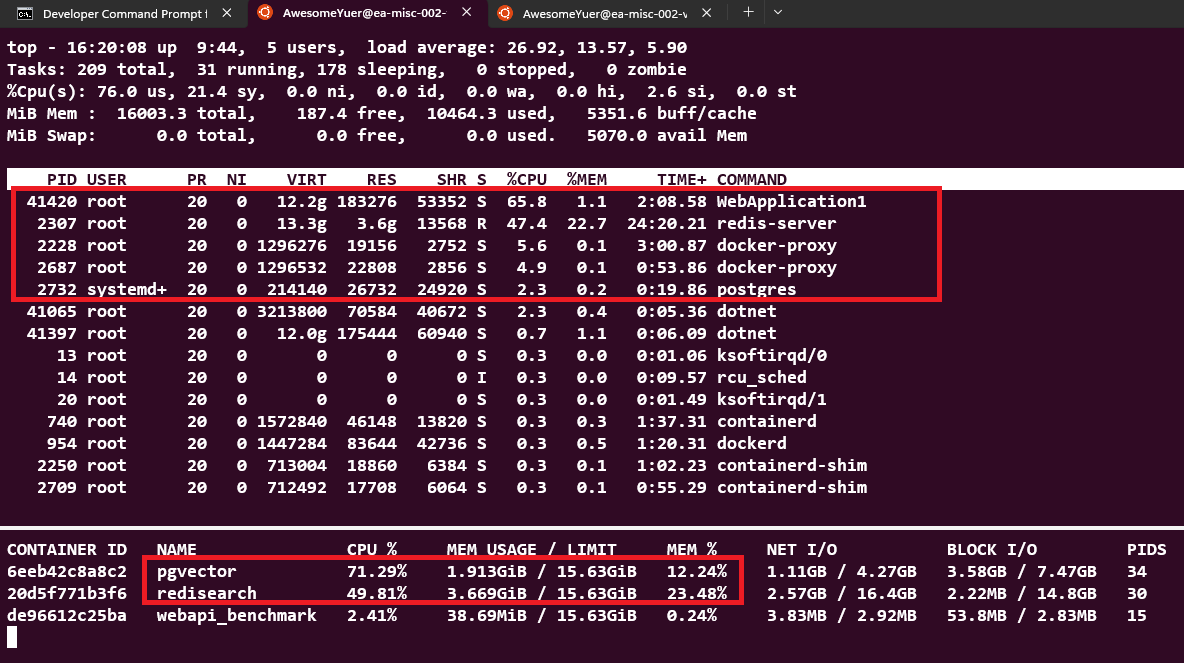 Developer Command Prompt f
AwesomeYuer@ea-misc-002-
AwesomeYuer@ea-misc-002-v
top - 16:20:08 up  9:44,  5 users,  load average: 26.92, 13.57, 5.90
Tasks: 209 total,  31 running, 178 sleeping,   0 stopped,   0 zombie
%Cpu(s): 76.0 us, 21.4 sy,  0.0 ni,  0.0 id,  0.0 wa,  0.0 hi,  2.6 si,  0.0 st
MiB Mem :  16003.3 total,    187.4 free,  10464.3 used,   5351.6 buff/cache
MiB Swap:      0.0 total,      0.0 free,      0.0 used.   5070.0 avail Mem
PID USER      PR  NI    VIRT    RES    SHR S  %CPU  %MEM     TIME+ COMMAND
41420 root      20   0   12.2g 183276  53352 S  65.8   1.1   2:08.58 WebApplication1
2307 root      20   0   13.3g   3.6g  13568 R  47.4  22.7  24:20.21 redis-server
2228 root      20   0 1296276  19156   2752 S   5.6   0.1   3:00.87 docker-proxy
2687 root      20   0 1296532  22808   2856 S   4.9   0.1   0:53.86 docker-proxy
2732 systemd+  20   0  214140  26732  24920 S   2.3   0.2   0:19.86 postgres
41065 root      20   0 3213800  70584  40672 S   2.3   0.4   0:05.36 dotnet
41397 root      20   0   12.0g 175444  60940 S   0.7   1.1   0:06.09 dotnet
13 root      20   0       0      0      0 S   0.3   0.0   0:01.06 ksoftirqd/0
14 root      20   0       0      0      0 I   0.3   0.0   0:09.57 rcu_sched
20 root      20   0       0      0      0 S   0.3   0.0   0:01.49 ksoftirqd/1
740 root      20   0 1572840  46148  13820 S   0.3   0.3   1:37.31 containerd
954 root      20   0 1447284  83644  42736 S   0.3   0.5   1:20.31 dockerd
2250 root      20   0  713004  18860   6384 S   0.3   0.1   1:02.23 containerd-shim
2709 root      20   0  712492  17708   6064 S   0.3   0.1   0:55.29 containerd-shim
CONTAINER ID   NAME               CPU %     MEM USAGE / LIMIT     MEM %     NET I/O           BLOCK I/O         PIDS
6eeb42c8a8c2   pgvector           71.29%    1.913GiB / 15.63GiB   12.24%    1.11GB / 4.27GB   3.58GB / 7.47GB   34
20d5f771b3f6   redisearch         49.81%    3.669GiB / 15.63GiB   23.48%    2.57GB / 16.4GB   2.22MB / 14.8GB   30
de96612c25ba   webapi_benchmark   2.41%     38.69MiB / 15.63GiB   0.24%     3.83MB / 2.92MB   53.8MB / 2.83MB   15